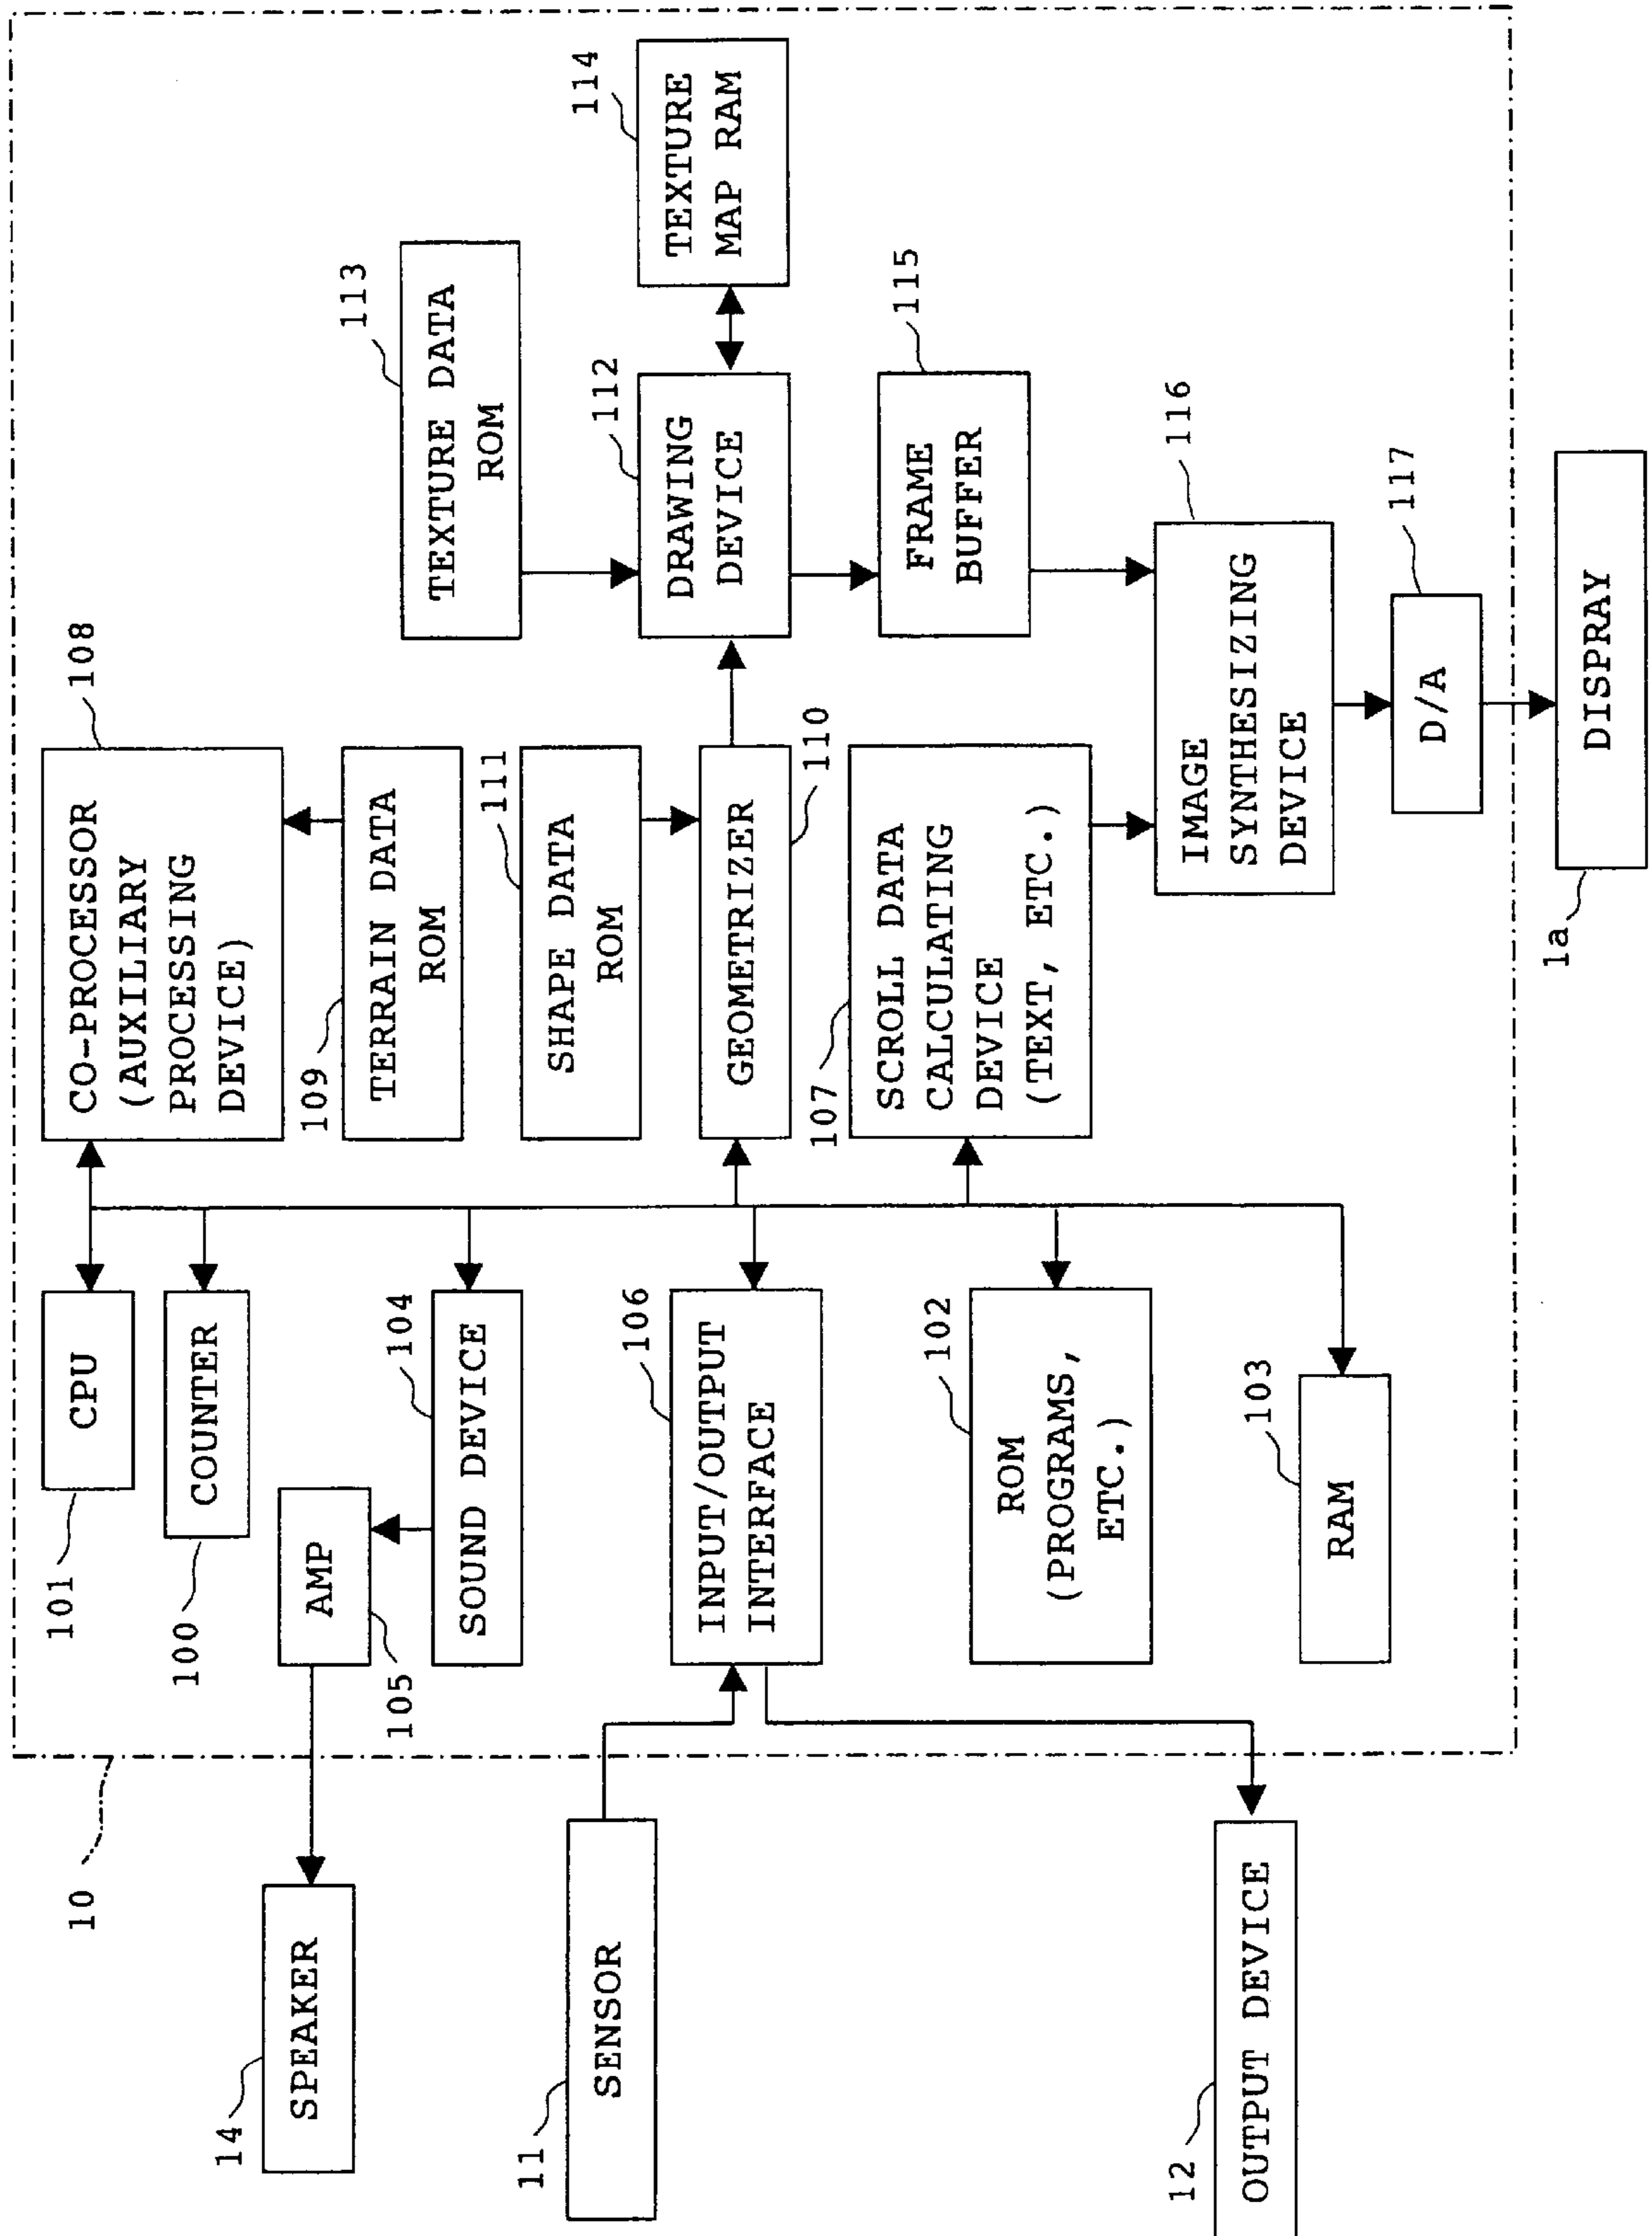 10
14
SPEAKER
11
SENSOR
12
OUTPUT DEVICE
101
CPU
100
COUNTER
AMP
105
104
SOUND DEVICE
106
INPUT/OUTPUT
INTERFACE
102
ROM
(PROGRAMS,
ETC.)
103
RAM
108
CO-PROCESSOR
(AUXILIARY
PROCESSING
DEVICE)
109
TERRAIN DATA
ROM
111
SHAPE DATA
ROM
GEOMETRIZER
110
107
SCROLL DATA
CALCULATING
DEVICE
(TEXT, ETC.)
113
TEXTURE DATA
ROM
112
DRAWING
DEVICE
114
TEXTURE
MAP RAM
115
FRAME
BUFFER
116
IMAGE
SYNTHESIZING
DEVICE
117
D/A
1a
DISPRAY